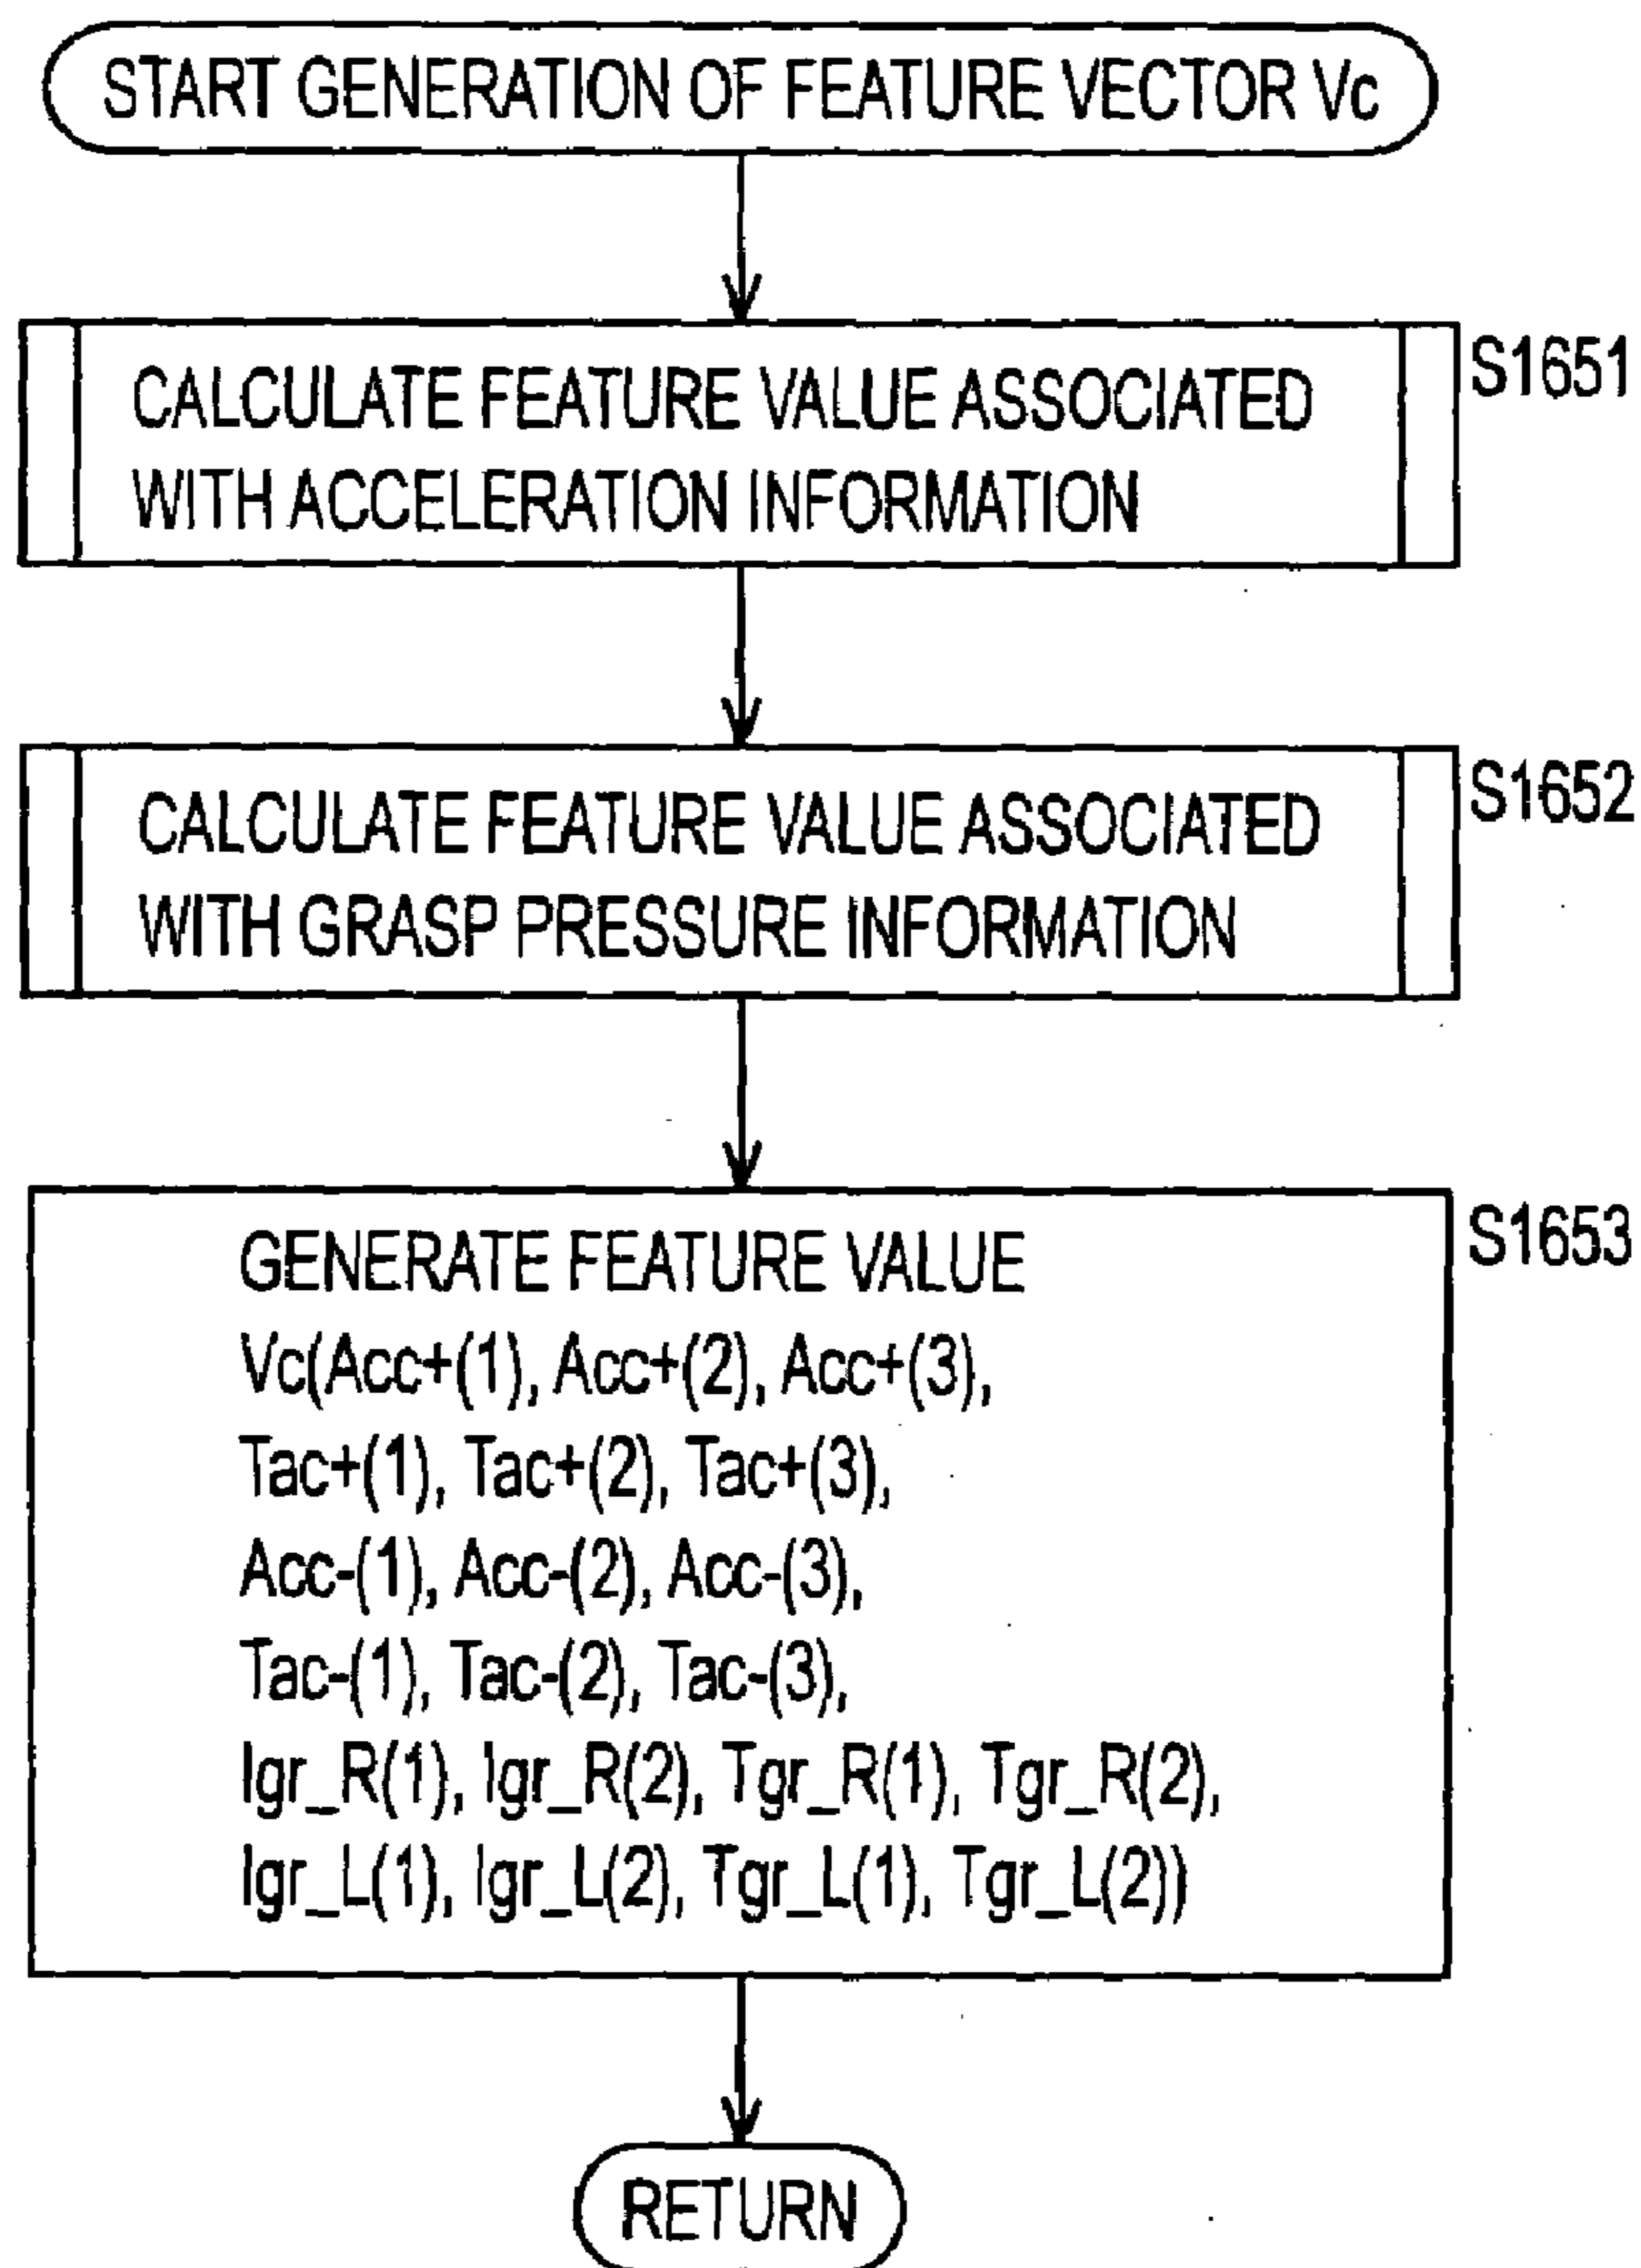 START GENERATION OF FEATURE VECTOR Vc
CALCULATE FEATURE VALUE ASSOCIATED
WITH ACCELERATION INFORMATION
S1651
CALCULATE FEATURE VALUE ASSOCIATED
WITH GRASP PRESSURE INFORMATION
S1652
GENERATE FEATURE VALUE
Vc(Acc+(1), Acc+(2), Acc+(3),
Tac+(1), Tac+(2), Tac+(3),
Acc-(1), Acc-(2), Acc-(3),
Tac-(1), Tac-(2), Tac-(3),
Igr_R(1), Igr_R(2), Tgr_R(1), Tgr_R(2),
Igr_L(1), Igr_L(2), Tgr_L(1), Tgr_L(2))
S1653
RETURN